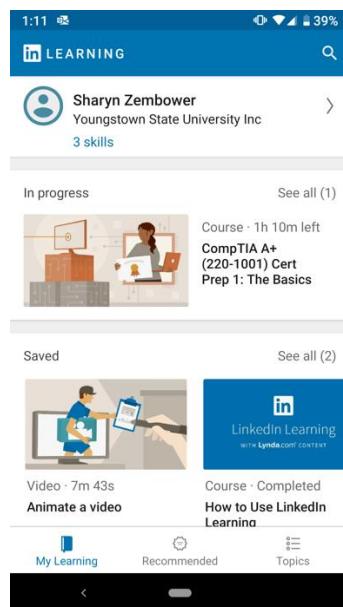 1:11 39%
in LEARNING
Sharyn Zembower
Youngstown State University Inc
3 skills
In progress See all (1)
Course · 1h 10m left
CompTIA A+
(220-1001) Cert
Prep 1: The Basics
Saved See all (2)
in
LinkedIn Learning
WITH Lynda.com® CONTENT
Video · 7m 43s
Animate a video
Course · Completed
How to Use LinkedIn
Learning
My Learning Recommended Topics